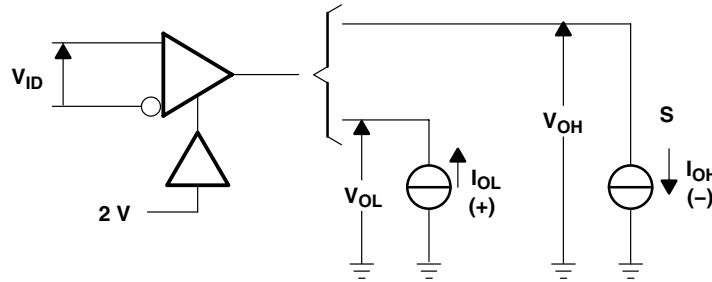 V_ID
2 V
V_OL
I_OL
(+)
V_OH
S
I_OH
(–)